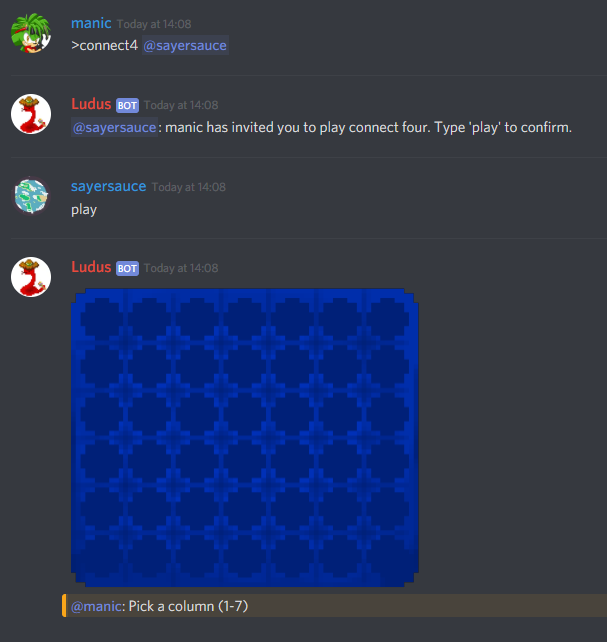 manic Today at 14:08
>connect4 @sayersauce
Ludus BOT Today at 14:08
@sayersauce: manic has invited you to play connect four. Type 'play' to confirm.
sayersauce Today at 14:08
play
Ludus BOT Today at 14:08
@manic: Pick a column (1-7)